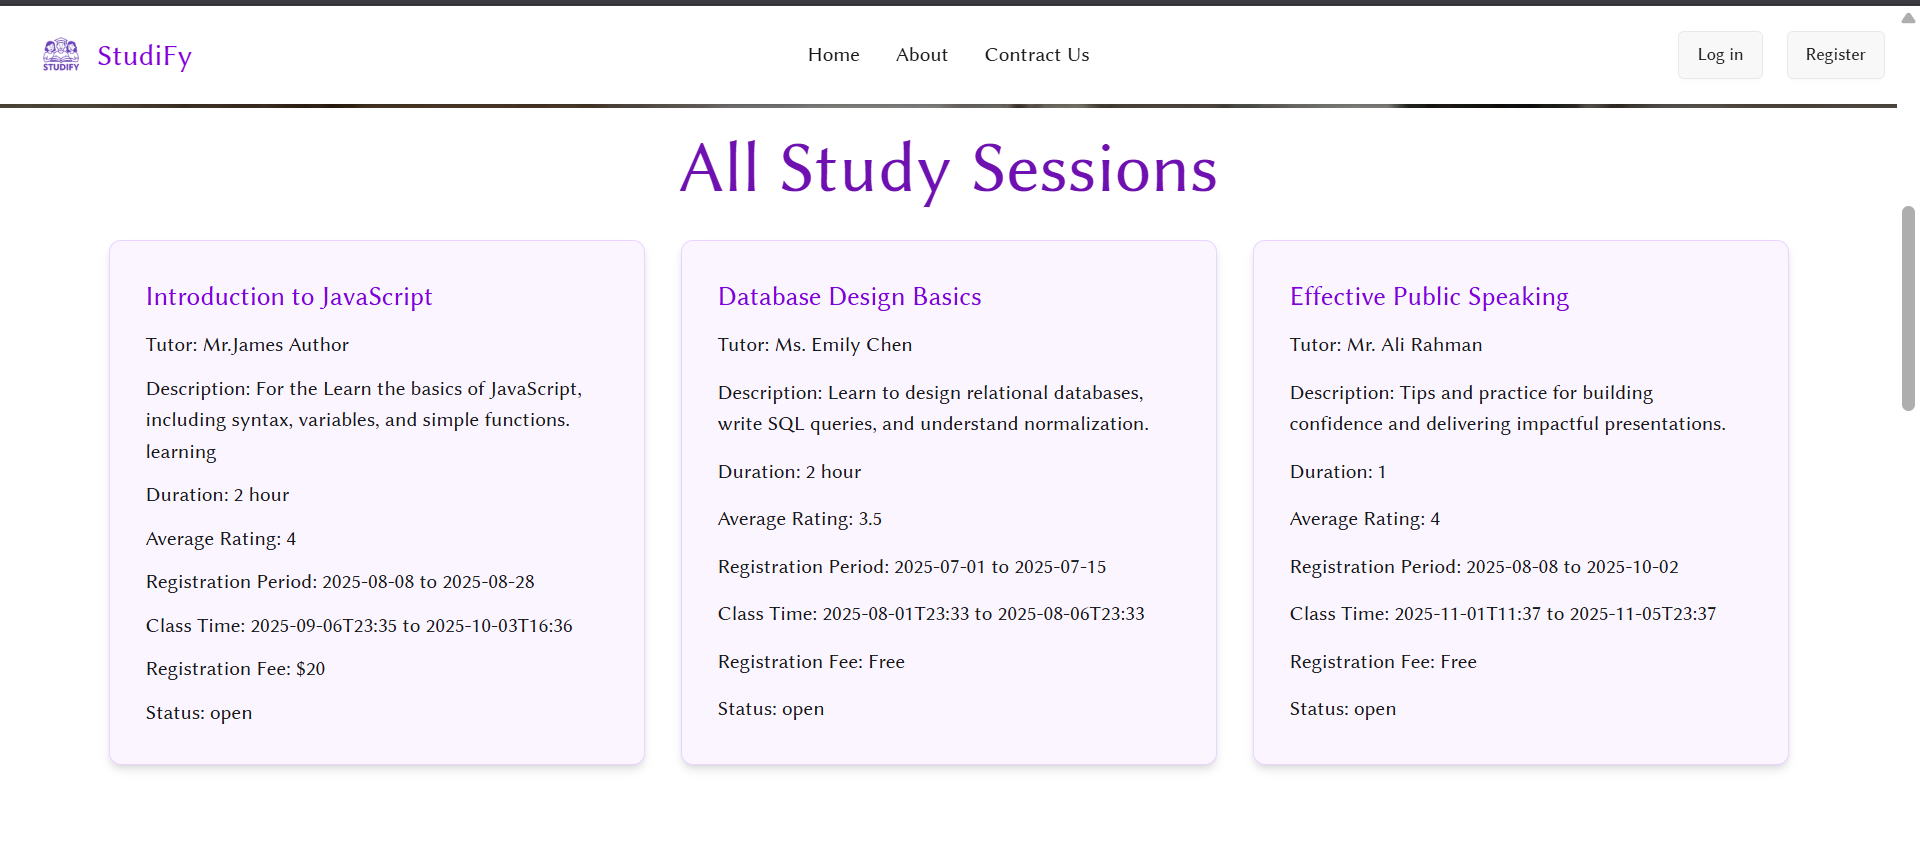 STUDIFY
StudiFy
Home
About
Contract Us
Log in
Register
All Study Sessions
Introduction to JavaScript
Tutor: Mr.James Author
Description: For the Learn the basics of JavaScript,
including syntax, variables, and simple functions.
learning
Duration: 2 hour
Average Rating: 4
Registration Period: 2025-08-08 to 2025-08-28
Class Time: 2025-09-06T23:35 to 2025-10-03T16:36
Registration Fee: $20
Status: open
Database Design Basics
Tutor: Ms. Emily Chen
Description: Learn to design relational databases,
write SQL queries, and understand normalization.
Duration: 2 hour
Average Rating: 3.5
Registration Period: 2025-07-01 to 2025-07-15
Class Time: 2025-08-01T23:33 to 2025-08-06T23:33
Registration Fee: Free
Status: open
Effective Public Speaking
Tutor: Mr. Ali Rahman
Description: Tips and practice for building
confidence and delivering impactful presentations.
Duration: 1
Average Rating: 4
Registration Period: 2025-08-08 to 2025-10-02
Class Time: 2025-11-01T11:37 to 2025-11-05T23:37
Registration Fee: Free
Status: open